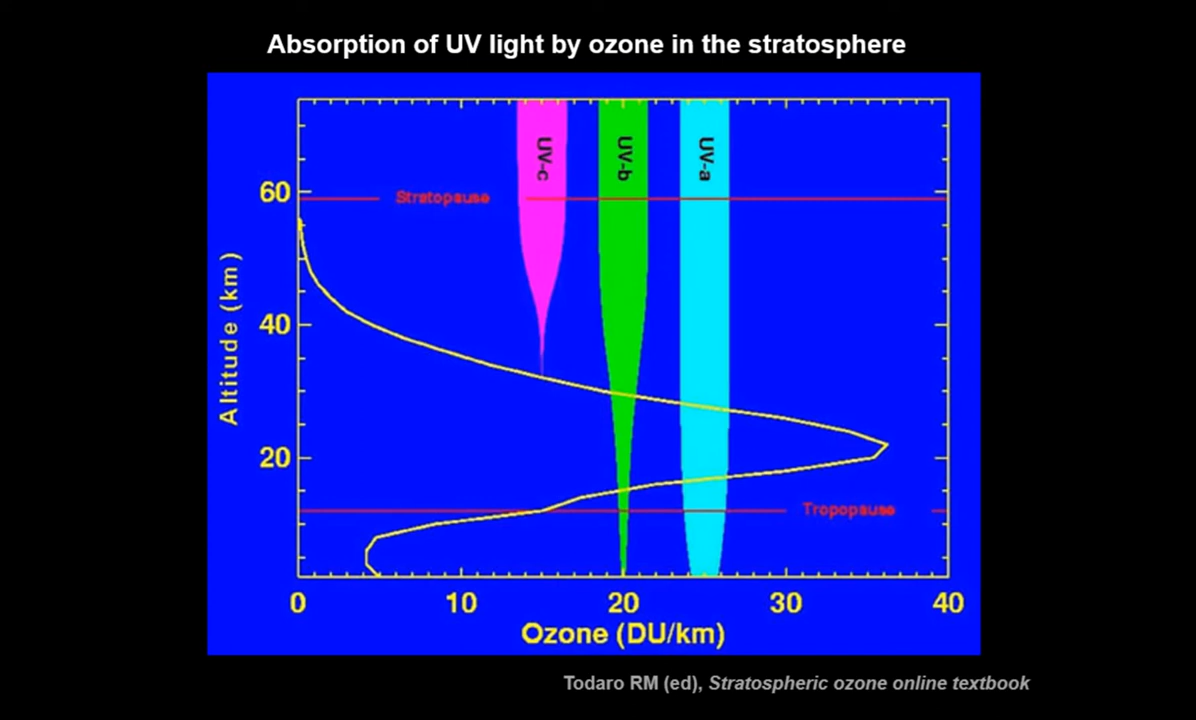 Absorption of UV light by ozone in the stratosphere
UV-c
UV-b
UV-a
Stratopause
60
40
20
Altitude (km)
Tropopause
0 10 20 30 40
Ozone (DU/km)
Todaro RM (ed), Stratospheric ozone online textbook